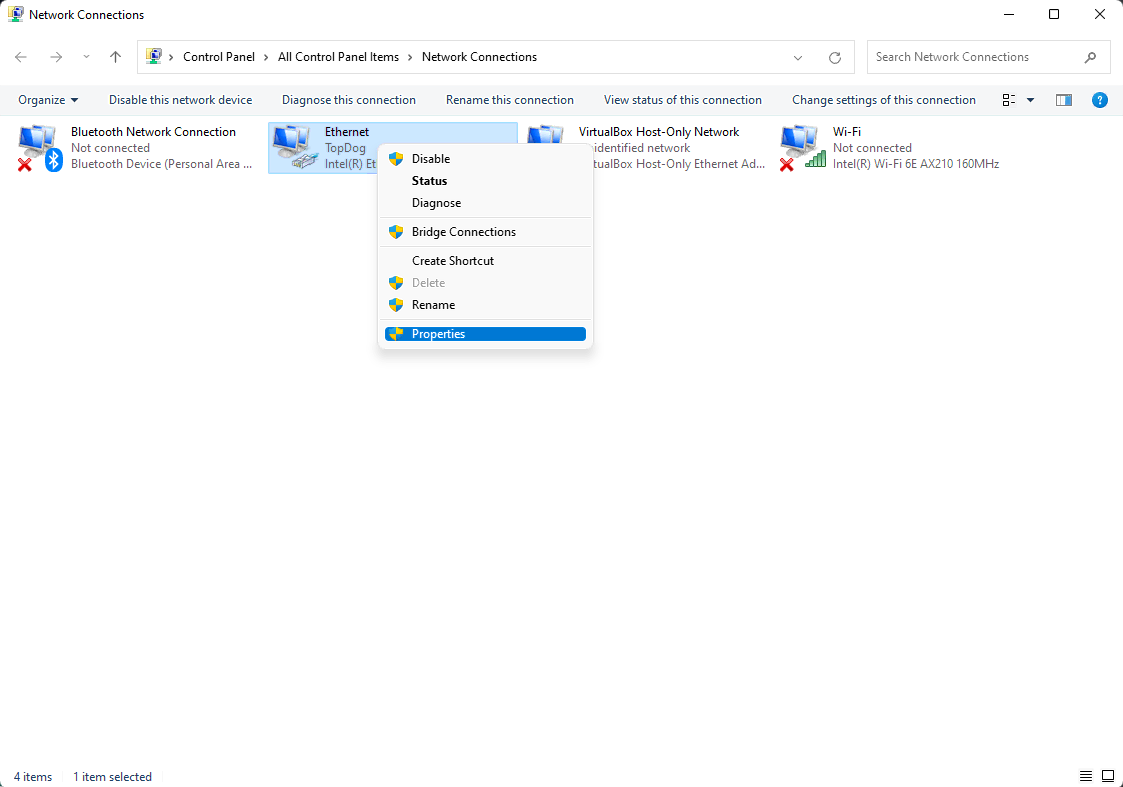 Network Connections
Control Panel > All Control Panel Items > Network Connections
Search Network Connections
Organize Disable this network device Diagnose this connection Rename this connection View status of this connection Change settings of this connection
Bluetooth Network Connection
Not connected
Bluetooth Device (Personal Area ...
Ethernet
TopDog
Intel(R) Et
VirtualBox Host-Only Network
identified network
rtualBox Host-Only Ethernet Ad...
Wi-Fi
Not connected
Intel(R) Wi-Fi 6E AX210 160MHz
Disable
Status
Diagnose
Bridge Connections
Create Shortcut
Delete
Rename
Properties
4 items 1 item selected